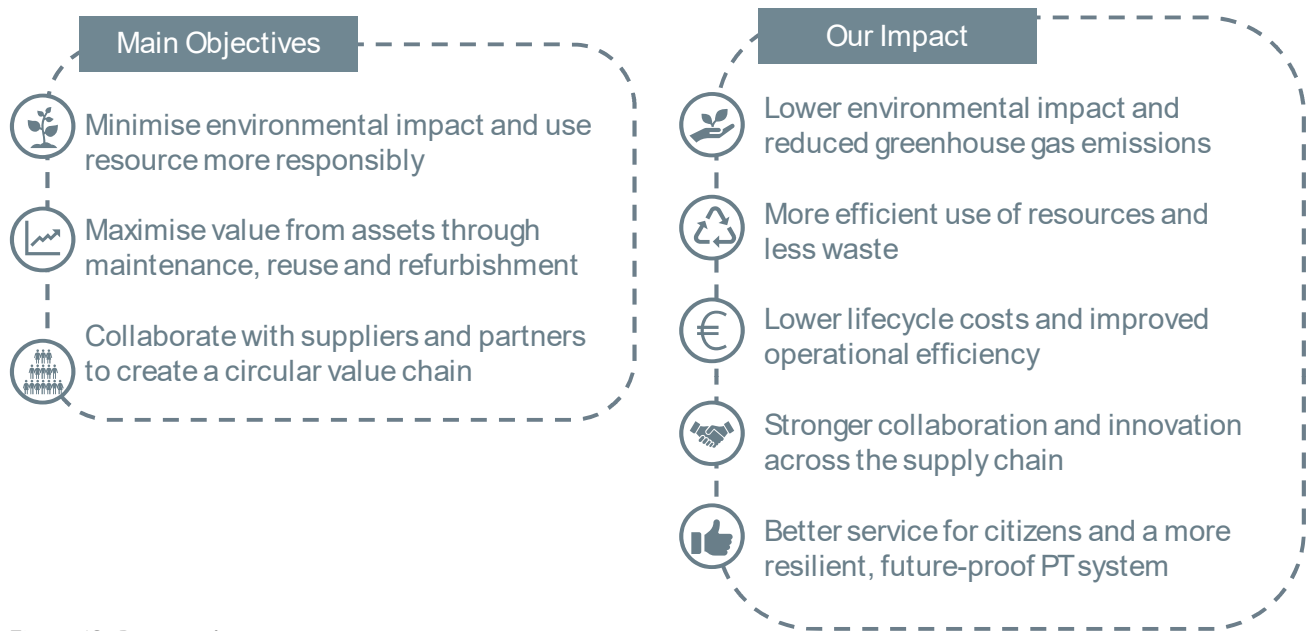 Main Objectives
Minimise environmental impact and use
resource more responsibly
Maximise value from assets through
maintenance, reuse and refurbishment
Collaborate with suppliers and partners
to create a circular value chain
Our Impact
Lower environmental impact and
reduced greenhouse gas emissions
More efficient use of resources and
less waste
€
Lower lifecycle costs and improved
operational efficiency
Stronger collaboration and innovation
across the supply chain
Better service for citizens and a more
resilient, future-proof PT system